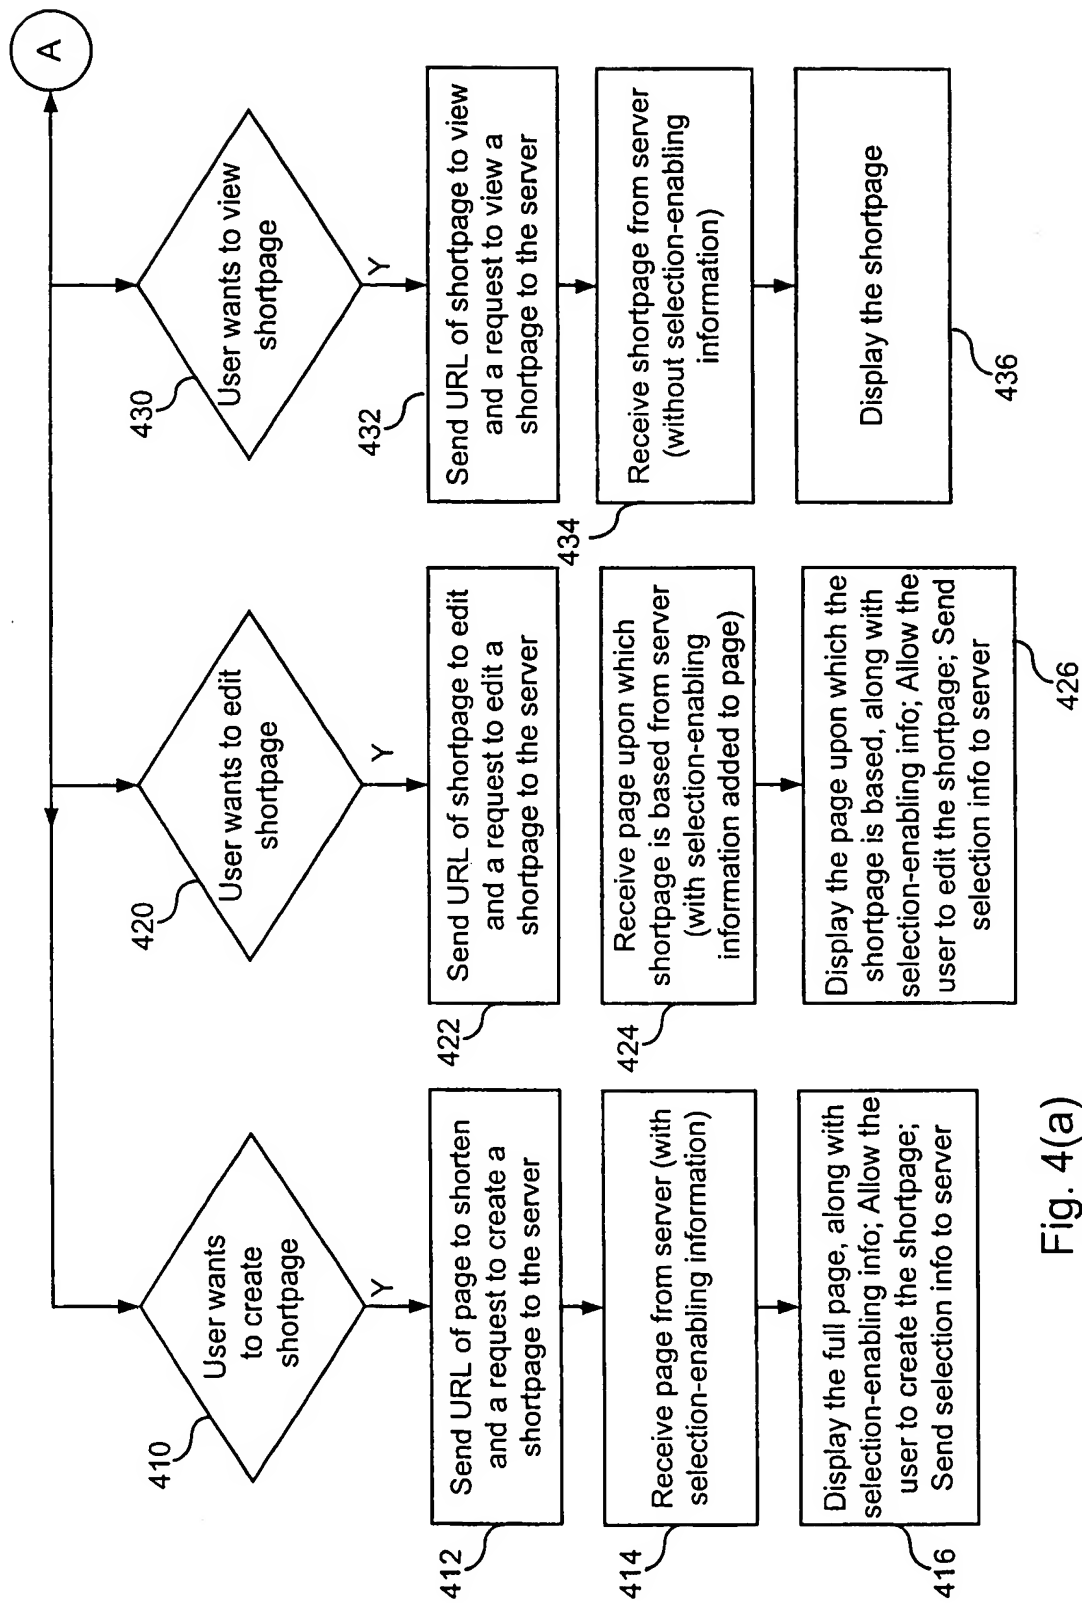 A
410
User wants
to create
shortpage
Y
412
Send URL of page to shorten
and a request to create a
shortpage to the server
414
Receive page from server (with
selection-enabling information)
416
Display the full page, along with
selection-enabling info; Allow the
user to create the shortpage;
Send selection info to server
420
User wants to edit
shortpage
Y
422
Send URL of shortpage to edit
and a request to edit a
shortpage to the server
424
Receive page upon which
shortpage is based from server
(with selection-enabling
information added to page)
426
Display the page upon which the
shortpage is based, along with
selection-enabling info; Allow the
user to edit the shortpage; Send
selection info to server
430
User wants to view
shortpage
Y
432
Send URL of shortpage to view
and a request to view a
shortpage to the server
434
Receive shortpage from server
(without selection-enabling
information)
436
Display the shortpage
Fig. 4(a)